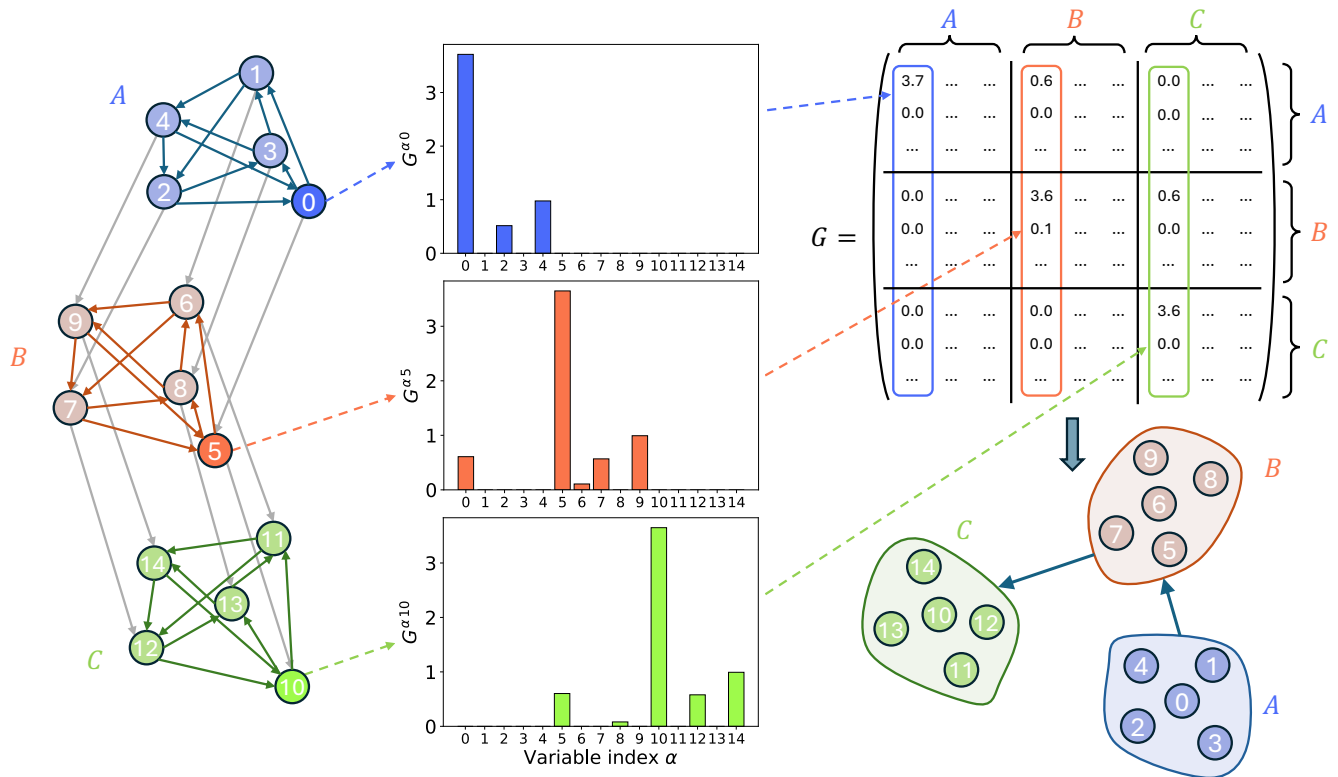 A
1
4
3
2
0
B
6
9
8
7
5
C
11
14
13
12
10
G^{α0}
3
2
1
0
0 1 2 3 4 5 6 7 8 9 10 11 12 13 14
G^{α5}
3
2
1
0
0 1 2 3 4 5 6 7 8 9 10 11 12 13 14
G^{α10}
3
2
1
0
0 1 2 3 4 5 6 7 8 9 10 11 12 13 14
Variable index α
A B C
G =
3.7 ... ... 0.6 ... ... 0.0 ... ... A
0.0 ... ... 0.0 ... ... 0.0 ... ...
... ... ... ... ... ... ... ... ...
0.0 ... ... 3.6 ... ... 0.6 ... ... B
0.0 ... ... 0.1 ... ... 0.0 ... ...
... ... ... ... ... ... ... ... ...
0.0 ... ... 0.0 ... ... 3.6 ... ... C
0.0 ... ... 0.0 ... ... 0.0 ... ...
... ... ... ... ... ... ... ... ...
B
9
8
6
7
5
C
14
10
12
13
11
A
4
1
0
2
3